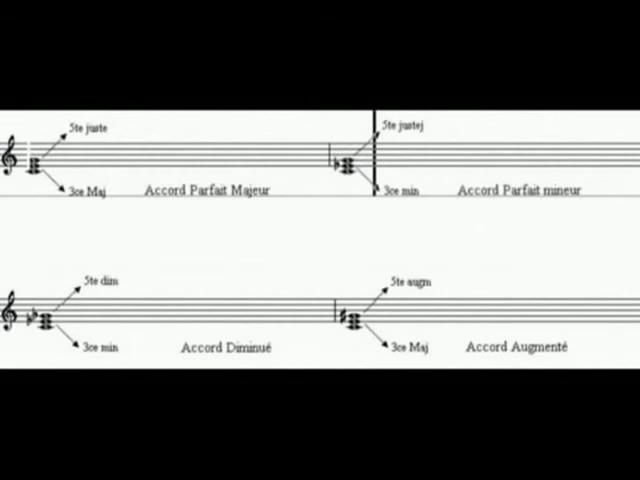 5te juste
5te justej
3ce Maj
Accord Parfait Majeur
3ce min
Accord Parfait mineur
5te dim
5te augm
3ce min
Accord Diminué
3ce Maj
Accord Augmenté